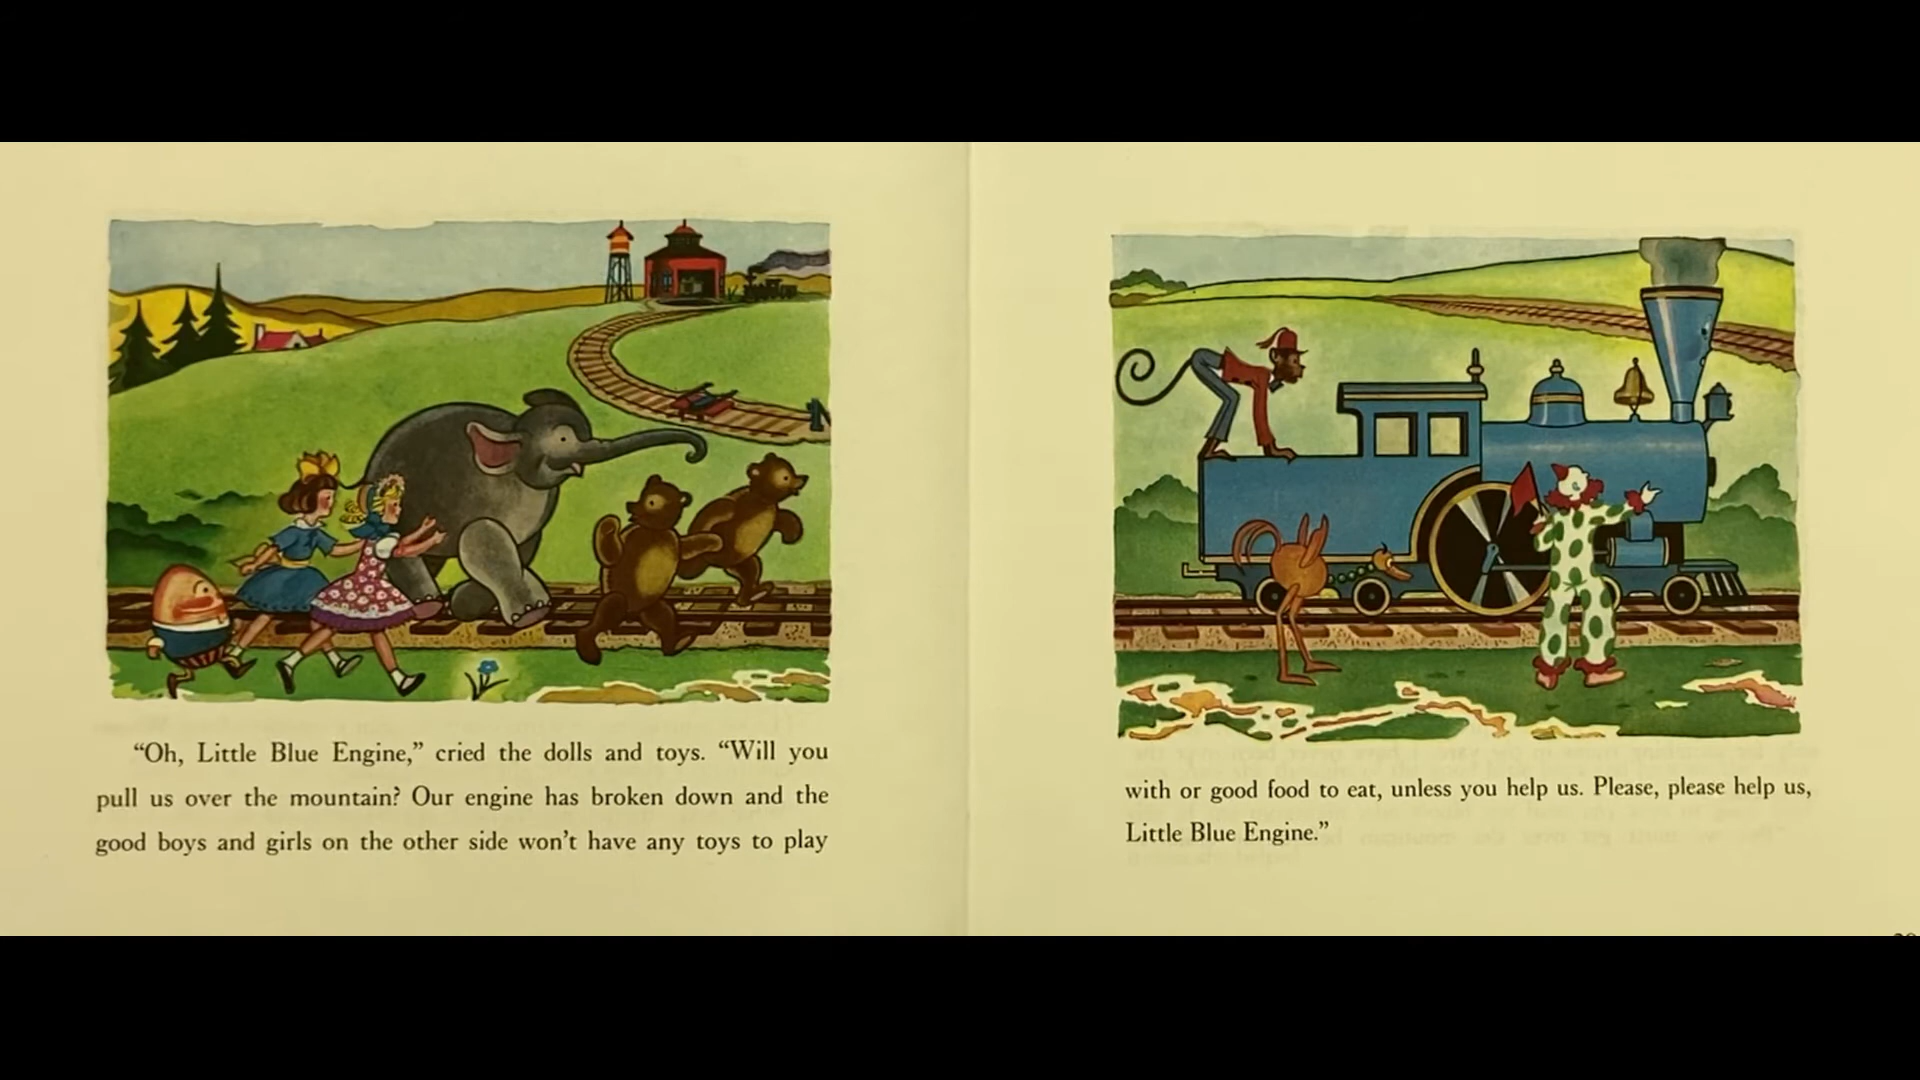 “Oh, Little Blue Engine,” cried the dolls and toys. “Will you
pull us over the mountain? Our engine has broken down and the
good boys and girls on the other side won’t have any toys to play
with or good food to eat, unless you help us. Please, please help us,
Little Blue Engine.”